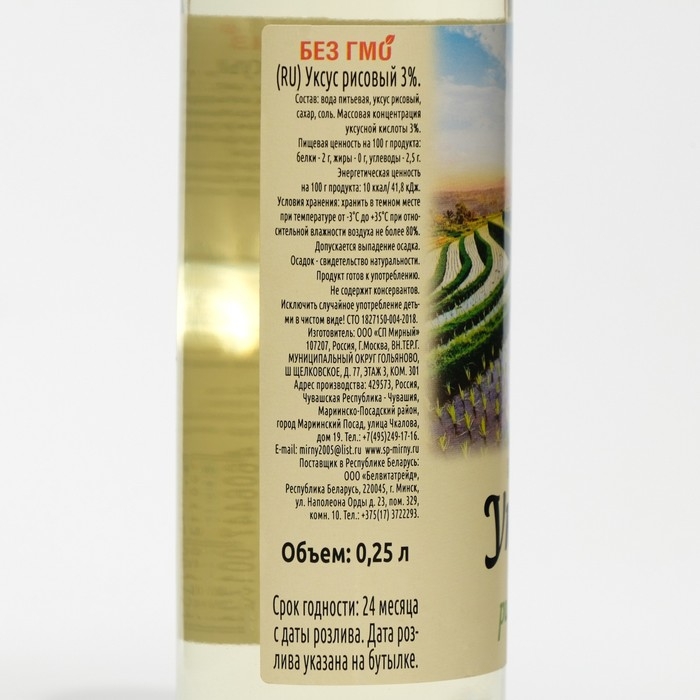 БЕЗ ГМО
(RU) Уксус рисовый 3%.
Состав: вода питьевая, уксус рисовый,
сахар, соль. Массовая концентрация
уксусной кислоты 3%.
Пищевая ценность на 100 г продукта:
белки - 2 г, жиры - 0 г, углеводы - 2,5 г.
Энергетическая ценность
на 100 г продукта: 10 ккал/ 41,8 кДж.
Условия хранения: хранить в темном месте
при температуре от -3°С до +35°С при отно-
сительной влажности воздуха не более 80%.
Допускается выпадение осадка.
Осадок - свидетельство натуральности.
Продукт готов к употреблению.
Не содержит консервантов.
Исключить случайное употребление деть-
ми в чистом виде! СТО 1827150-004-2018.
Изготовитель: ООО «СП Мирный»
107207, Россия, Г.Москва, ВН.ТЕР.Г.
МУНИЦИПАЛЬНЫЙ ОКРУГ ГОЛЬЯНОВО,
Ш ЩЕЛКОВСКОЕ, Д. 77, ЭТАЖ 3, КОМ. 301
Адрес производства: 429573, Россия,
Чувашская Республика - Чувашия,
Мариинско-Посадский район,
город Мариинский Посад, улица Чкалова,
дом 19. Тел.: +7(495)249-17-16.
E-mail: mirny2005@list.ru www.sp-mirny.ru
Поставщик в Республике Беларусь:
ООО «Белвитатрейд»,
Республика Беларусь, 220045, г. Минск,
ул. Наполеона Орды д. 23, пом. 329,
комн. 10. Тел.: +375(17) 3722293.
Объем: 0,25 л
Срок годности: 24 месяца
с даты розлива. Дата роз-
лива указана на бутылке.